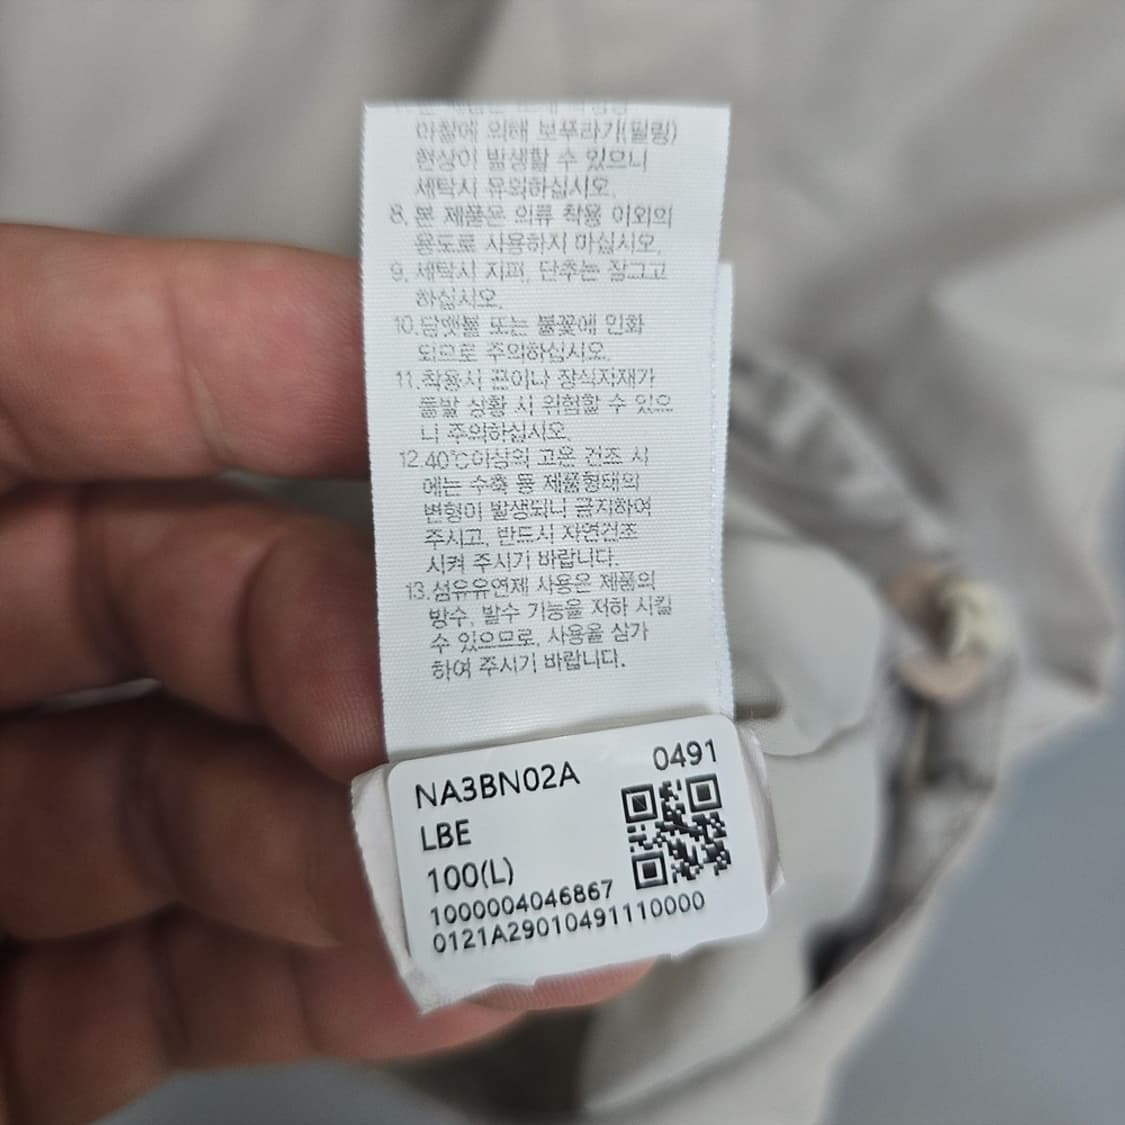 마찰에 의해 보푸라기(필링)
현상이 발생할 수 있으니
세탁시 유의하십시오.
8. 본 제품은 의류 착용 이외의
용도로 사용하지 마십시오.
9. 세탁시 지퍼, 단추는 잠그고
하십시오.
10.담뱃불 또는 불꽃에 인화
되므로 주의하십시오.
11.착용시 끈이나 장식자재가
돌발 상황 시 위험할 수 있으
니 주의하십시오.
12.40℃이상의 고온 건조 시
에는 수축 등 제품형태의
변형이 발생되니 금지하여
주시고, 반드시 자연건조
시켜 주시기 바랍니다.
13.섬유유연제 사용은 제품의
방수, 발수 기능을 저하 시킬
수 있으므로, 사용을 삼가
하여 주시기 바랍니다.
0491
NA3BN02A
LBE
100(L)
1000004046867
0121A29010491110000